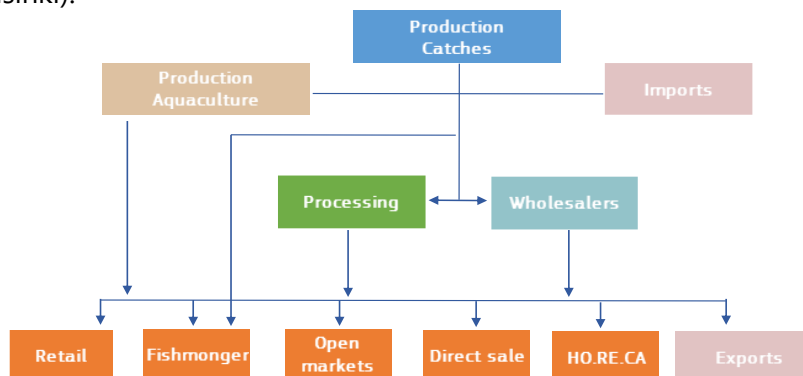 Production
Catches
Production
Aquaculture
Imports
Processing
Wholesalers
Retail
Fishmonger
Open
markets
Direct sale
HO.RE.CA
Exports